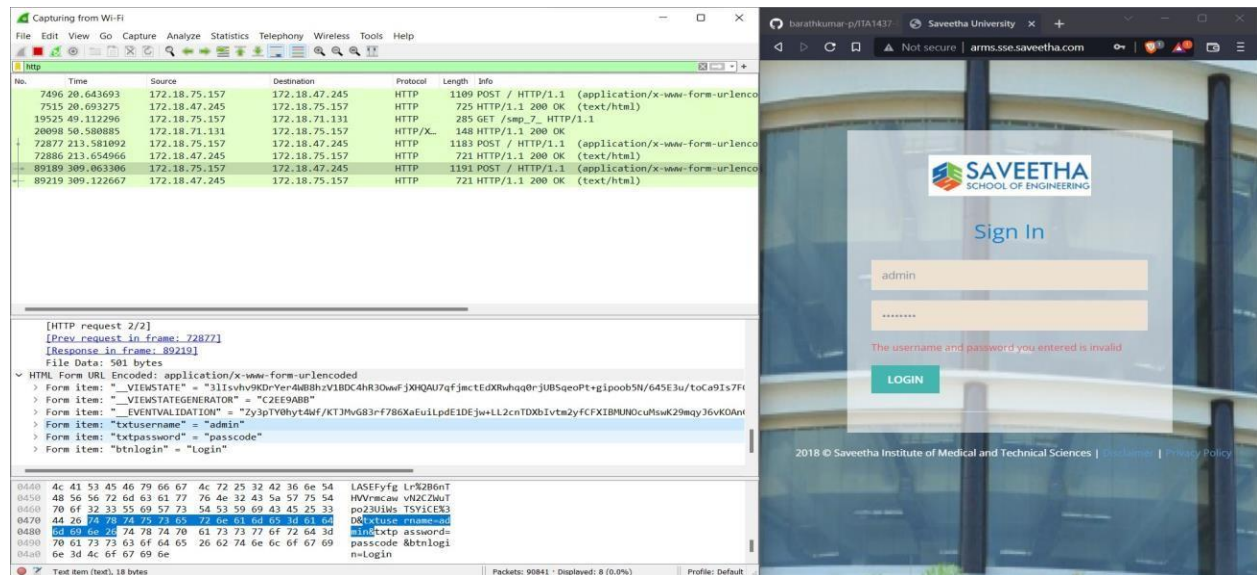 Capturing from Wi-Fi
File Edit View Go Capture Analyze Statistics Telephony Wireless Tools Help
http
No. Time Source Destination Protocol Length Info
7496 20.643693 172.18.75.157 172.18.47.245 HTTP 1109 POST / HTTP/1.1 (application/x-www-form-urlenco
7515 20.693275 172.18.47.245 172.18.75.157 HTTP 725 HTTP/1.1 200 OK (text/html)
19525 49.112296 172.18.75.157 172.18.71.131 HTTP 285 GET /smp_7_ HTTP/1.1
20098 50.580885 172.18.71.131 172.18.75.157 HTTP/X... 148 HTTP/1.1 200 OK
72877 213.581092 172.18.75.157 172.18.47.245 HTTP 1183 POST / HTTP/1.1 (application/x-www-form-urlenco
72886 213.654966 172.18.47.245 172.18.75.157 HTTP 721 HTTP/1.1 200 OK (text/html)
89189 309.063306 172.18.75.157 172.18.47.245 HTTP 1191 POST / HTTP/1.1 (application/x-www-form-urlenco
89219 309.122667 172.18.47.245 172.18.75.157 HTTP 721 HTTP/1.1 200 OK (text/html)
[HTTP request 2/2]
[Prev request in frame: 72877]
[Response in frame: 89219]
File Data: 501 bytes
HTML Form URL Encoded: application/x-www-form-urlencoded
Form item: "__VIEWSTATE" =
Form item: "__VIEWSTATEGENERATOR" = "C2EE9ABB"
Form item: "__EVENTVALIDATION" =
Form item: "txtusername" = "admin"
Form item: "txtpassword" = "passcode"
Form item: "btnlogin" = "Login"
0440 4c 41 53 45 46 79 66 67 4c 72 25 32 42 36 6e 54 LASEFyfg Lr%2B6nT
0450 48 56 56 72 6d 63 61 77 76 4e 32 43 5a 57 75 54 HVVrmcaw vN2CZWuT
0460 70 6f 32 33 55 69 57 73 54 53 59 69 43 45 25 33 po23UiWs TSYiCE%3
0470 44 26 74 78 74 75 73 65 72 6e 61 6d 65 3d 61 64 D&txtuse rname=ad
0480 6d 69 6e 26 74 78 74 70 61 73 73 77 6f 72 64 3d min&txtp assword=
0490 70 61 73 73 63 6f 64 65 26 62 74 6e 6c 6f 67 69 passcode &btnlogi
04a0 6e 3d 4c 6f 67 69 6e n=Login
Text item (text), 18 bytes
Packets: 90841 · Displayed: 8 (0.0%)
Profile: Default
barathkumar-p/ITA1437
Saveetha University
Not secure | arms.sse.saveetha.com
SAVEETHA
SCHOOL OF ENGINEERING
Sign In
admin
........
The username and password you entered is invalid
LOGIN
2018 © Saveetha Institute of Medical and Technical Sciences | Disclaimer | Privacy Policy